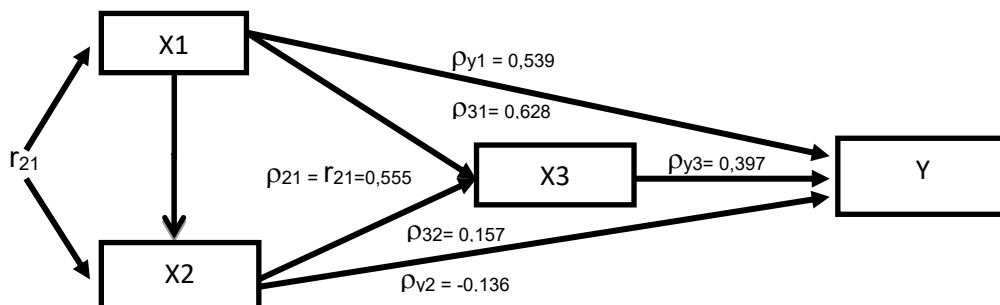 X1
ρy1 = 0,539
ρ31= 0.628
r21
ρ21 = r21=0,555
X3
ρy3= 0,397
Y
ρ32= 0.157
X2
ρy2 = -0,136